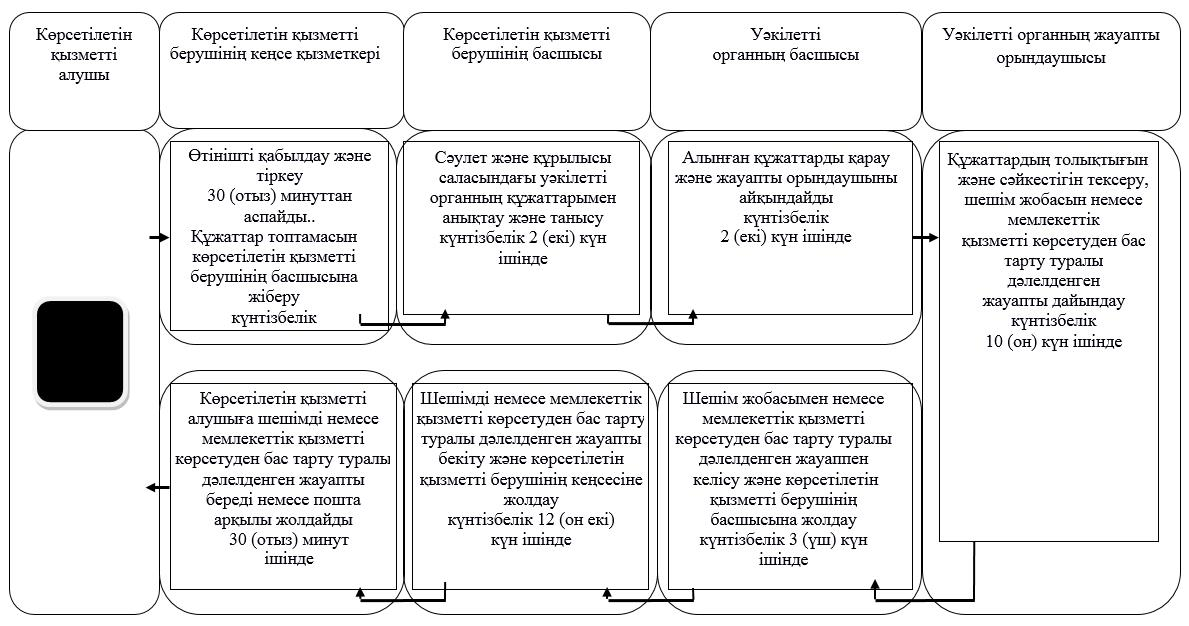 Көрсетілетін
қызметті
алушы
Көрсетілетін қызметті
берушінің кеңсе қызметкері
Көрсетілетін қызметті
берушінің басшысы
Уәкілетті
органның басшысы
Уәкілетті органның жауапты
орындаушысы
Өтінішті қабылдау және
тіркеу
30 (отыз) минуттан
аспайды..
Құжаттар топтамасын
көрсетілетін қызметті
берушінің басшысына
жіберу
күнтізбелік
Сәулет және құрылысы
саласындағы уәкілетті
органның құжаттарымен
анықтау және танысу
күнтізбелік 2 (екі) күн
ішінде
Алынған құжаттарды қарау
және жауапты орындаушыны
айқындайды
күнтізбелік
2 (екі) күн ішінде
Құжаттардың толықтығын
және сәйкестігін тексеру,
шешім жобасын немесе
мемлекеттік
қызметті көрсетуден бас
тарту туралы
дәлелденген
жауапты дайындау
күнтізбелік
10 (он) күн ішінде
Көрсетілетін қызметті
алушыға шешімді немесе
мемлекеттік қызметті
көрсетуден бас тарту туралы
дәлелденген жауапты
береді немесе пошта
арқылы жолдайды
30 (отыз) минут
ішінде
Шешімді немесе мемлекеттік
қызметті көрсетуден бас тарту
туралы дәлелденген жауапты
бекіту және көрсетілетін
қызметті берушінің кеңсесіне
жолдау
күнтізбелік 12 (он екі)
күн ішінде
Шешім жобасымен немесе
мемлекеттік қызметті
көрсетуден бас тарту туралы
дәлелденген жауаппен
келісу және көрсетілетін
қызметті берушінің
басшысына жолдау
күнтізбелік 3 (үш) күн
ішінде